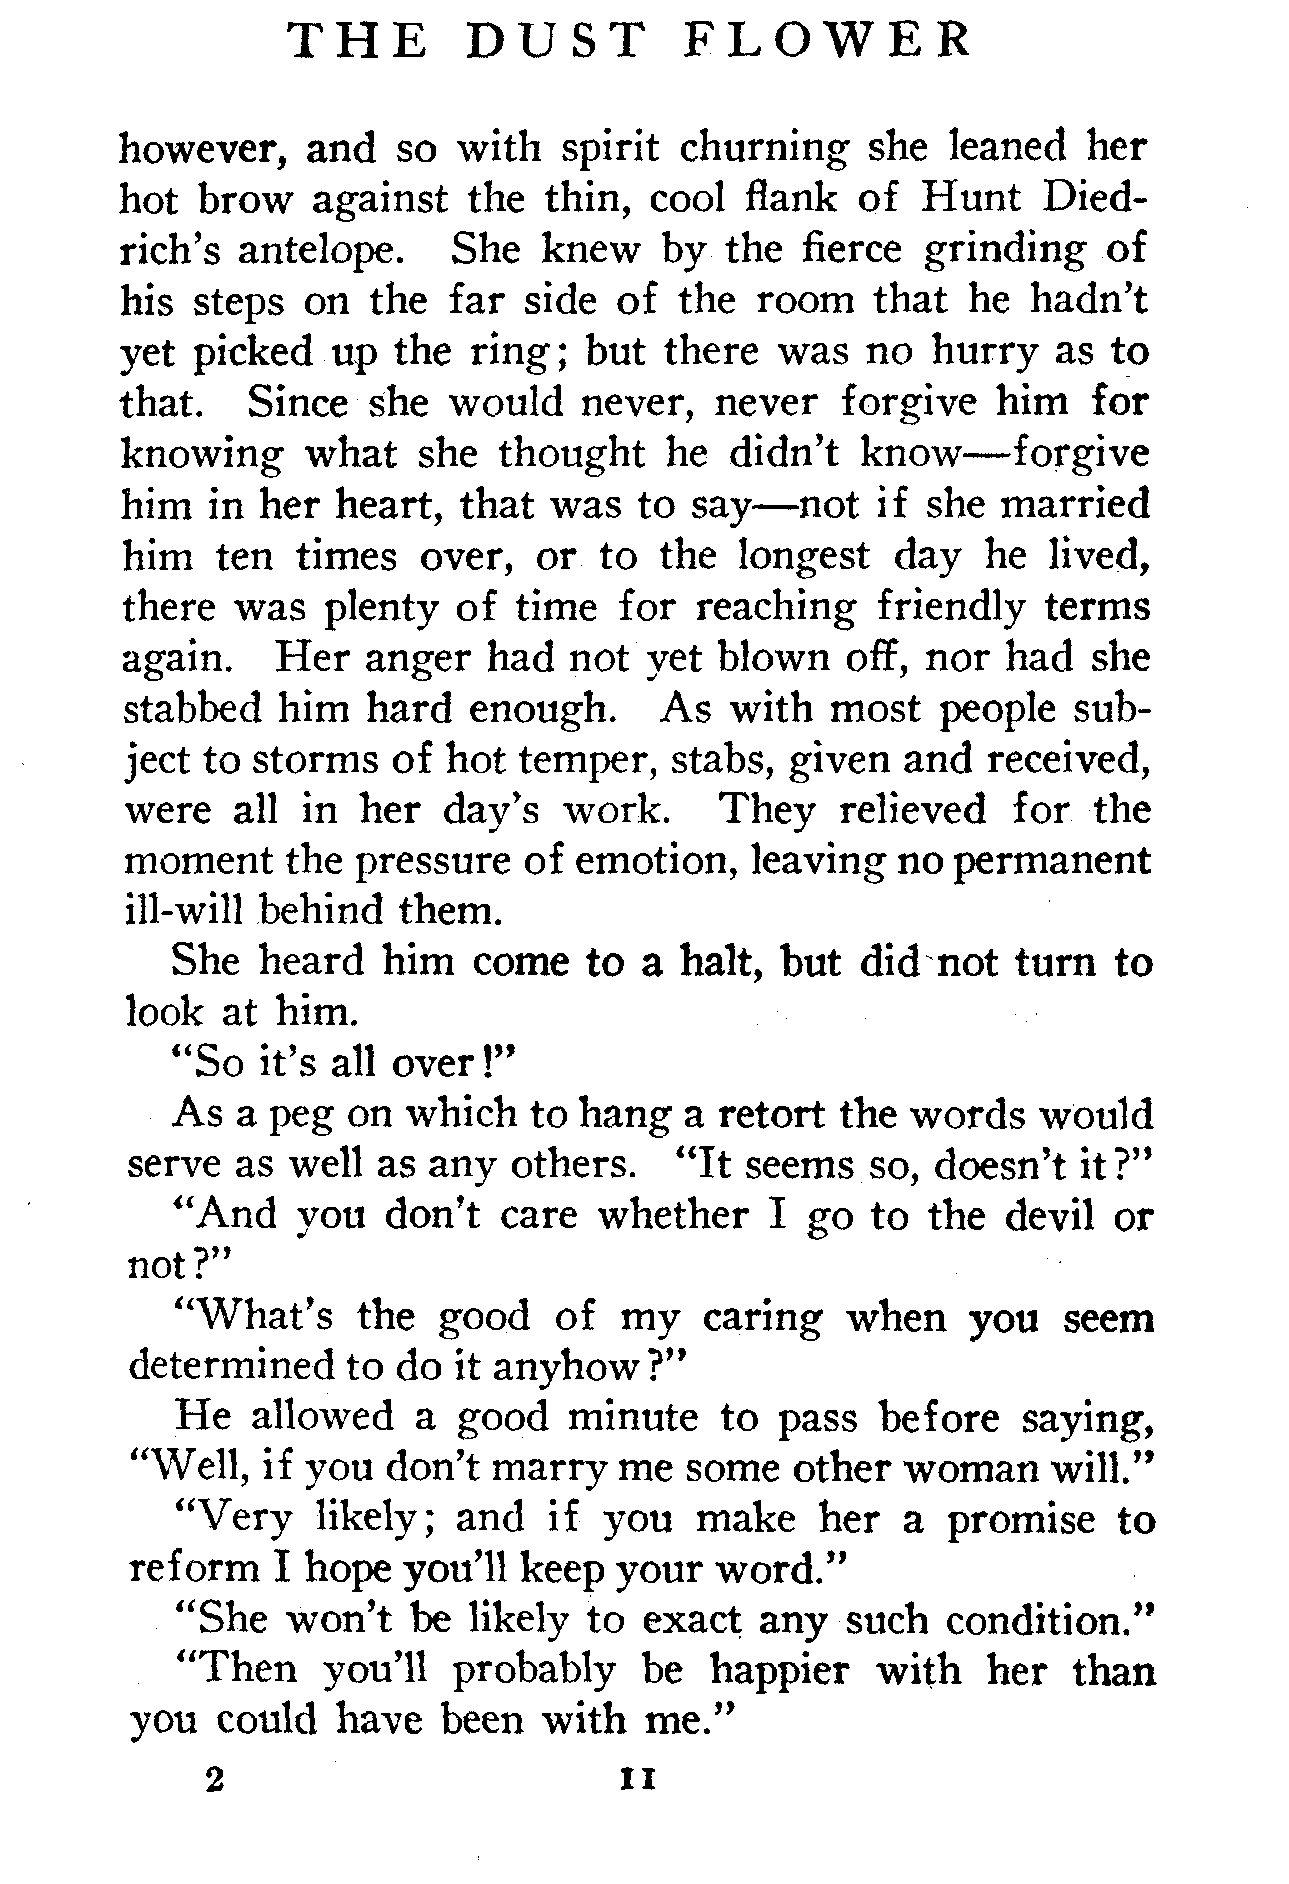 THE DUST FLOWER
however, and so with spirit churning she leaned her
hot brow against the thin, cool flank of Hunt Died-
rich's antelope. She knew by the fierce grinding of
his steps on the far side of the room that he hadn't
yet picked up the ring; but there was no hurry as to
that. Since she would never, never forgive him for
knowing what she thought he didn't know—forgive
him in her heart, that was to say—not if she married
him ten times over, or to the longest day he lived,
there was plenty of time for reaching friendly terms
again. Her anger had not yet blown off, nor had she
stabbed him hard enough. As with most people sub-
ject to storms of hot temper, stabs, given and received,
were all in her day's work. They relieved for the
moment the pressure of emotion, leaving no permanent
ill-will behind them.
She heard him come to a halt, but did not turn to
look at him.
"So it's all over!"
As a peg on which to hang a retort the words would
serve as well as any others. "It seems so, doesn't it?"
"And you don't care whether I go to the devil or
not?"
"What's the good of my caring when you seem
determined to do it anyhow?"
He allowed a good minute to pass before saying,
"Well, if you don't marry me some other woman will."
"Very likely; and if you make her a promise to
reform I hope you'll keep your word."
"She won't be likely to exact any such condition."
"Then you'll probably be happier with her than
you could have been with me."
2 11